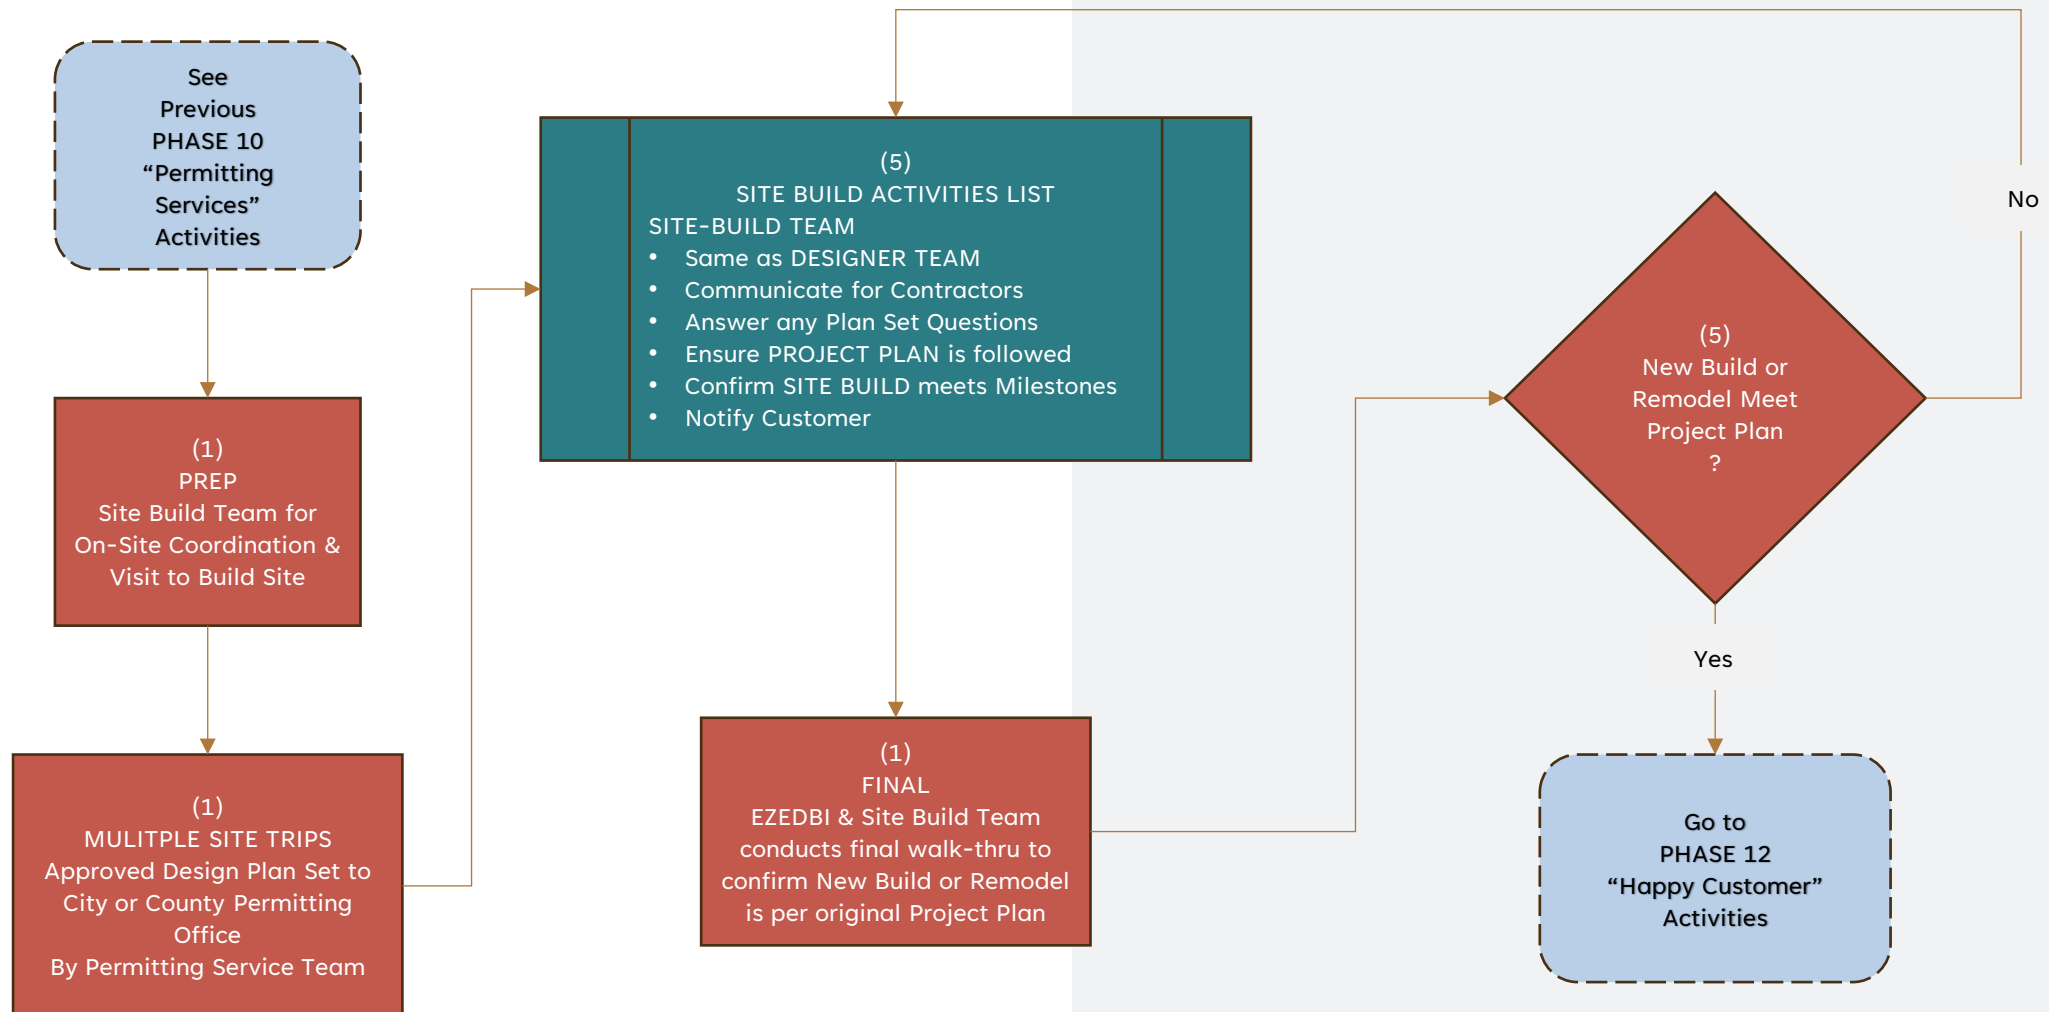 See
Previous
PHASE 10
“Permitting
Services”
Activities
(1)
PREP
Site Build Team for
On-Site Coordination &
Visit to Build Site
(1)
MULITPLE SITE TRIPS
Approved Design Plan Set to
City or County Permitting
Office
By Permitting Service Team
(5)
SITE BUILD ACTIVITIES LIST
SITE-BUILD TEAM
• Same as DESIGNER TEAM
• Communicate for Contractors
• Answer any Plan Set Questions
• Ensure PROJECT PLAN is followed
• Confirm SITE BUILD meets Milestones
• Notify Customer
(1)
FINAL
EZEDBI & Site Build Team
conducts final walk-thru to
confirm New Build or Remodel
is per original Project Plan
(5)
New Build or
Remodel Meet
Project Plan
?
No
Yes
Go to
PHASE 12
“Happy Customer”
Activities